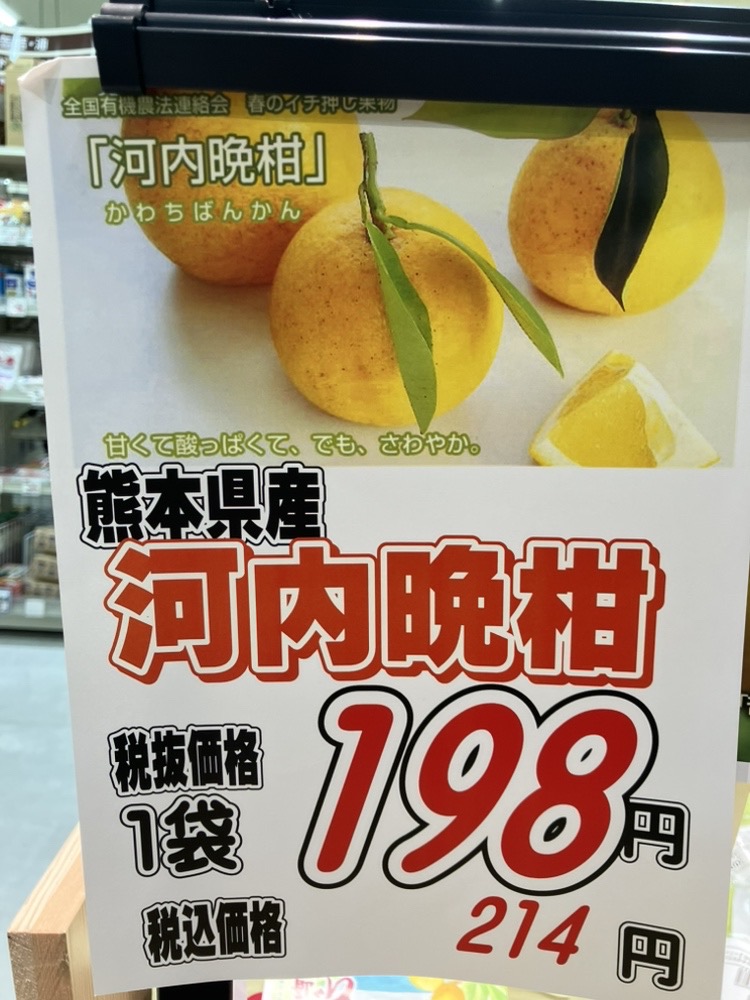 全国有機農法連絡会　春のイチ押し果物
「河内晩柑」
かわちばんかん
甘くて酸っぱくて、でも、さわやか。
熊本県産
河内晩柑
税抜価格
1袋
198円
税込価格
214円